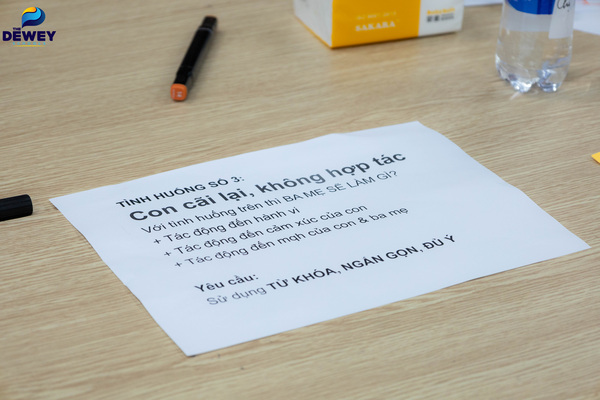 DEWEY
SAKARA
TÌNH HUỐNG SỐ 3:
Con cãi lại, không hợp tác
Với tình huống trên thì BA MẸ SẼ LÀM GÌ?
+ Tác động đến hành vi
+ Tác động đến cảm xúc của con
+ Tác động đến mqh của con & ba mẹ
Yêu cầu:
Sử dụng TỪ KHÓA, NGẮN GỌN, ĐỦ Ý